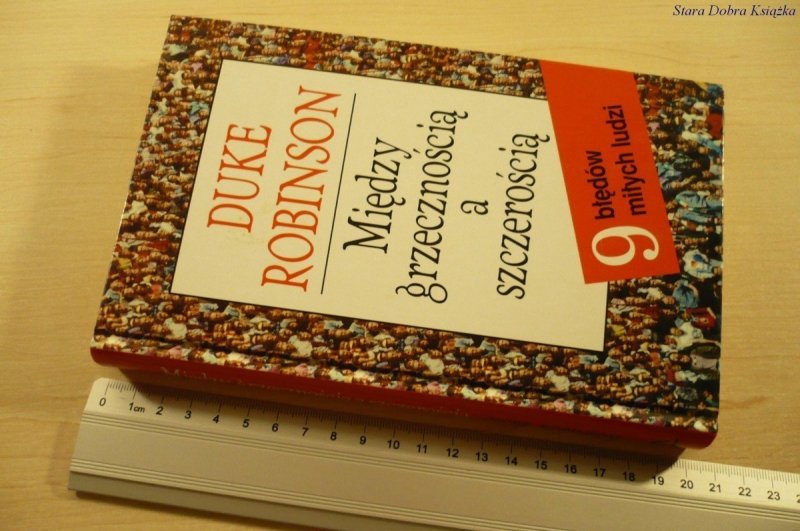 Stara Dobra Książka
DUKE
ROBINSON
Między
grzecznością
a
szczerością
9
błędów
miłych ludzi
0 1cm 2 3 4 5 6 7 8 9 10 11 12 13 14 15 16 17 18 19 20 21 22 23